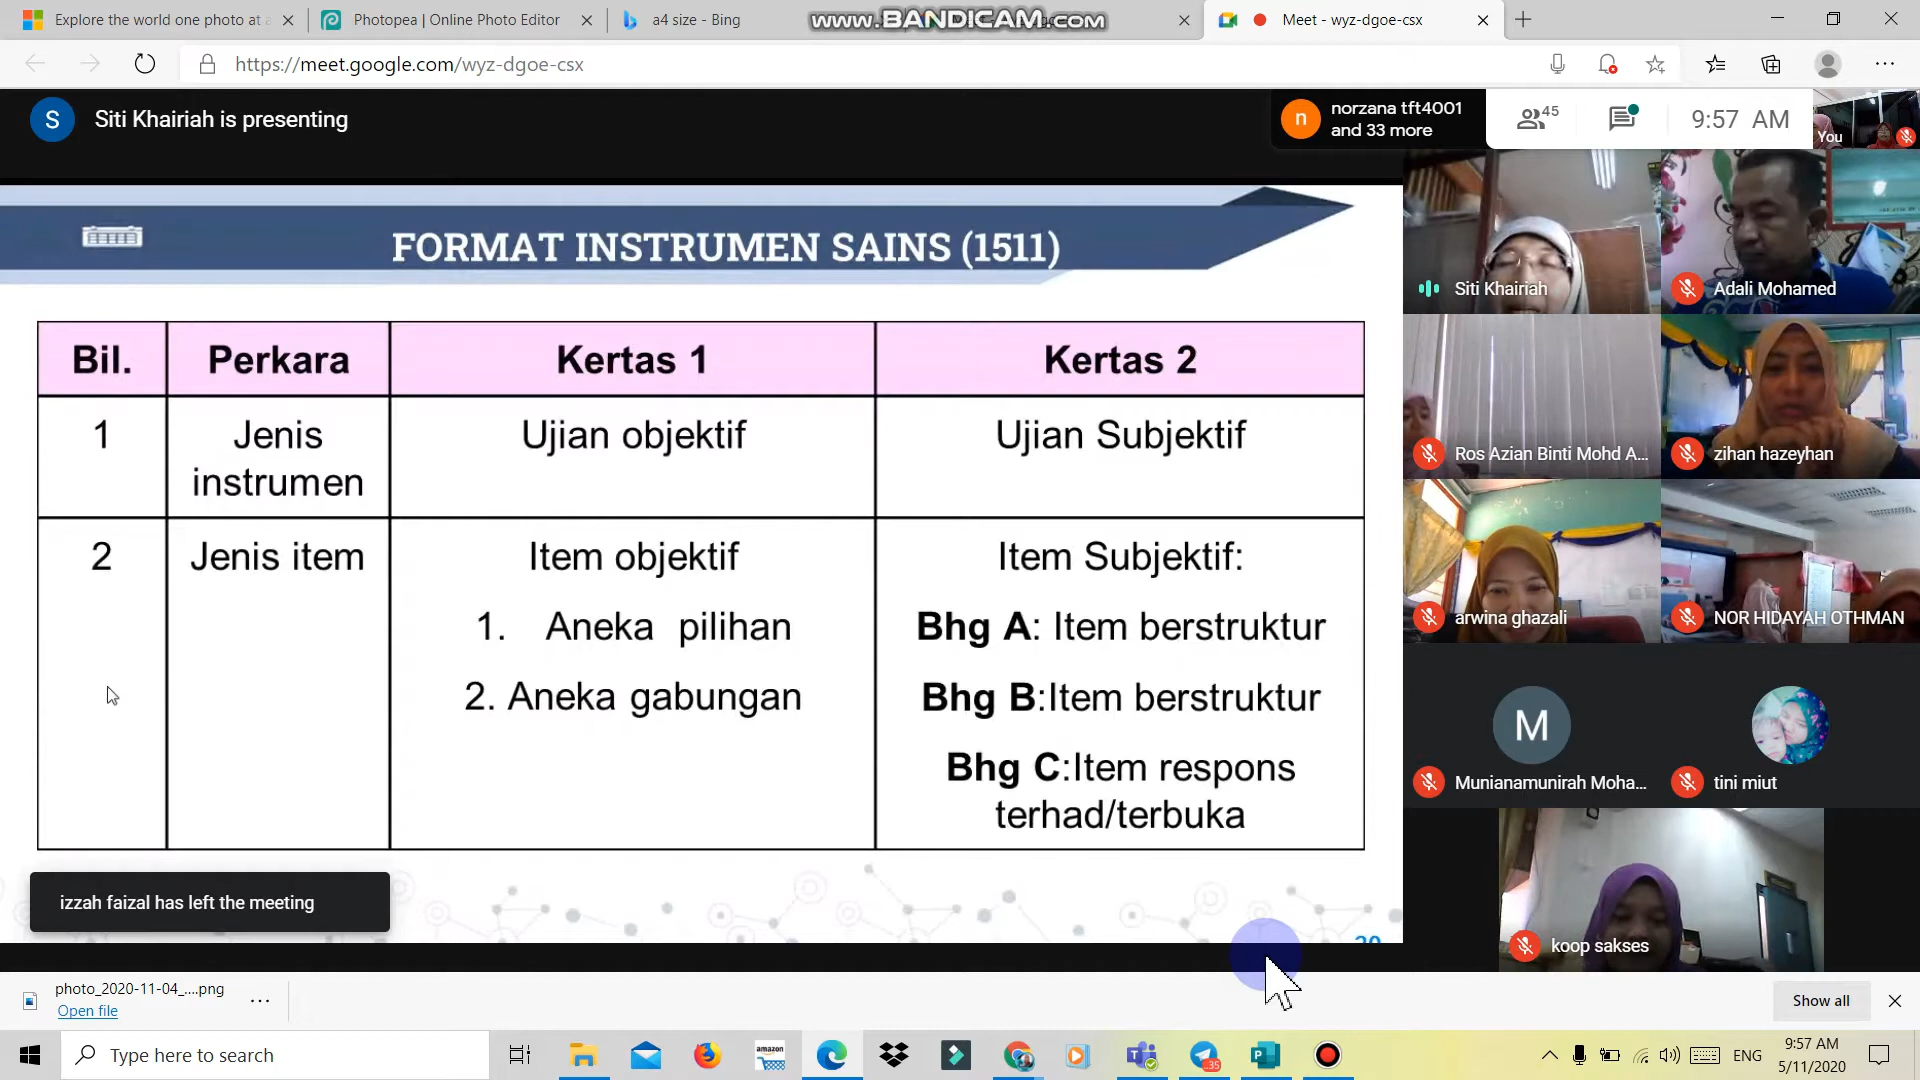 Explore the world one photo at a
Photopea | Online Photo Editor
a4 size - Bing
www.BANDICAM.com
Meet - wyz-dgoe-csx
https://meet.google.com/wyz-dgoe-csx
S
Siti Khairiah is presenting
n
norzana tft4001
and 33 more
45
9:57 AM
You
FORMAT INSTRUMEN SAINS (1511)
Bil.
Perkara
Kertas 1
Kertas 2
1
Jenis
instrumen
Ujian objektif
Ujian Subjektif
2
Jenis item
Item objektif
1. Aneka pilihan
2. Aneka gabungan
Item Subjektif:
Bhg A: Item berstruktur
Bhg B:Item berstruktur
Bhg C:Item respons
terhad/terbuka
Siti Khairiah
Adali Mohamed
Ros Azian Binti Mohd A...
zihan hazeyhan
arwina ghazali
NOR HIDAYAH OTHMAN
M
Munianamunirah Moha...
tini miut
koop sakses
izzah faizal has left the meeting
photo_2020-11-04_....png
Open file
Show all
Type here to search
amazon
35
ENG
9:57 AM
5/11/2020